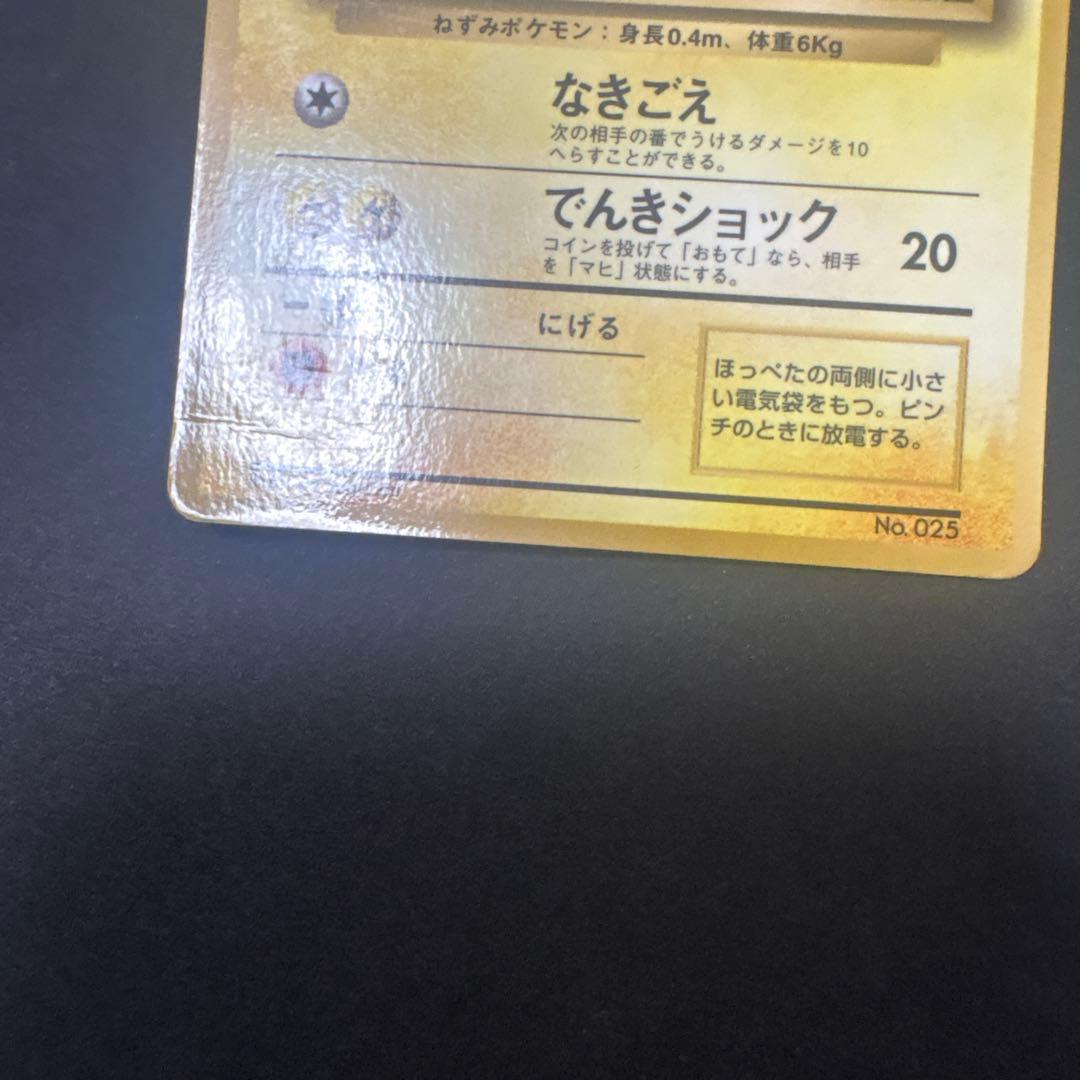 ねずみポケモン：身長0.4m、体重6Kg
なきごえ
次の相手の番でうけるダメージを10
へらすことができる。
でんきショック 20
コインを投げて「おもて」なら、相手
を「マヒ」状態にする。
にげる
ほっぺたの両側に小さ
い電気袋をもつ。ピン
チのときに放電する。
No. 025